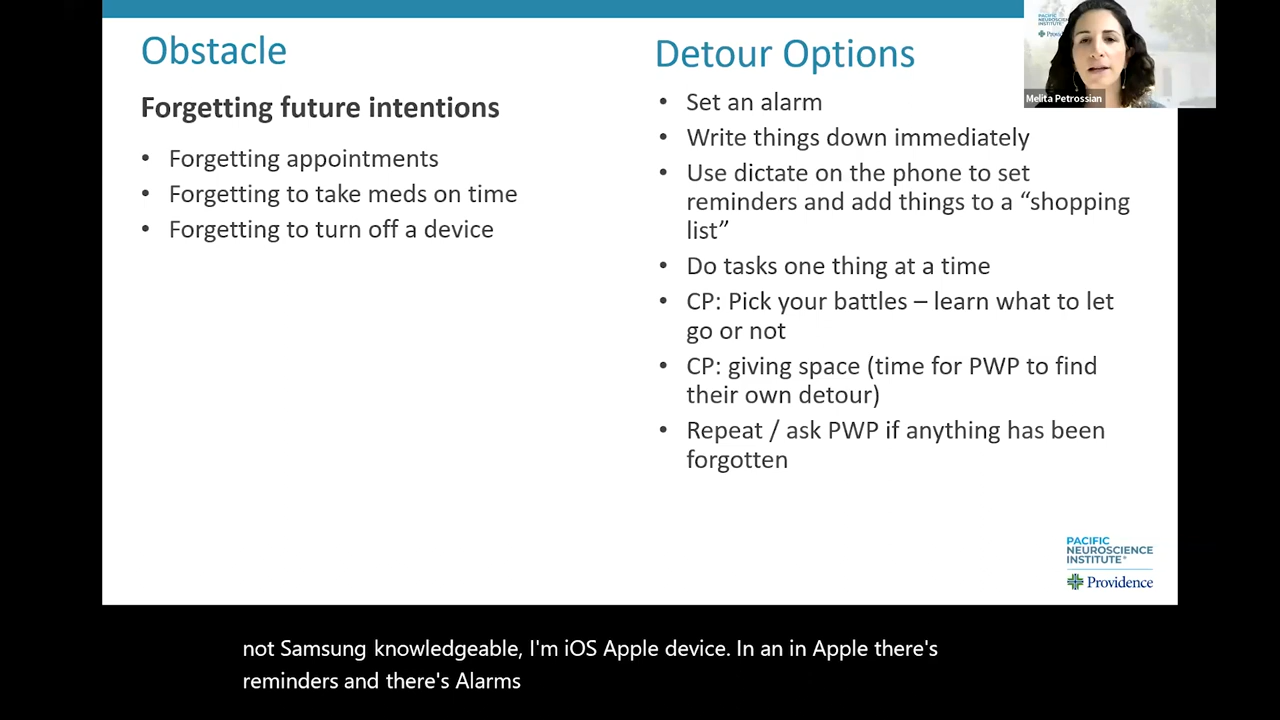 Obstacle
Forgetting future intentions
• Forgetting appointments
• Forgetting to take meds on time
• Forgetting to turn off a device
Detour Options
• Set an alarm
• Write things down immediately
• Use dictate on the phone to set
reminders and add things to a “shopping
list”
• Do tasks one thing at a time
• CP: Pick your battles – learn what to let
go or not
• CP: giving space (time for PWP to find
their own detour)
• Repeat / ask PWP if anything has been
forgotten
PACIFIC
Melita Petrossian
PACIFIC
NEUROSCIENCE
INSTITUTE®
Providence
not Samsung knowledgeable, I'm iOS Apple device. In an in Apple there's
reminders and there's Alarms